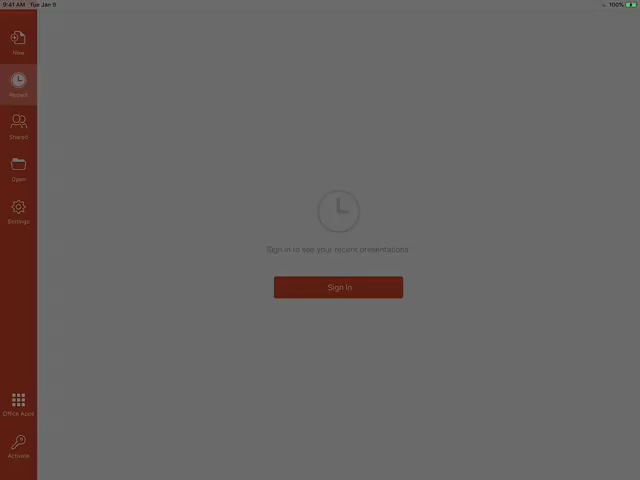 9:41 AM Tue Jan 9
100%
New
Recent
Shared
Open
Settings
Sign in to see your recent presentations
Sign In
Office Apps
Activate